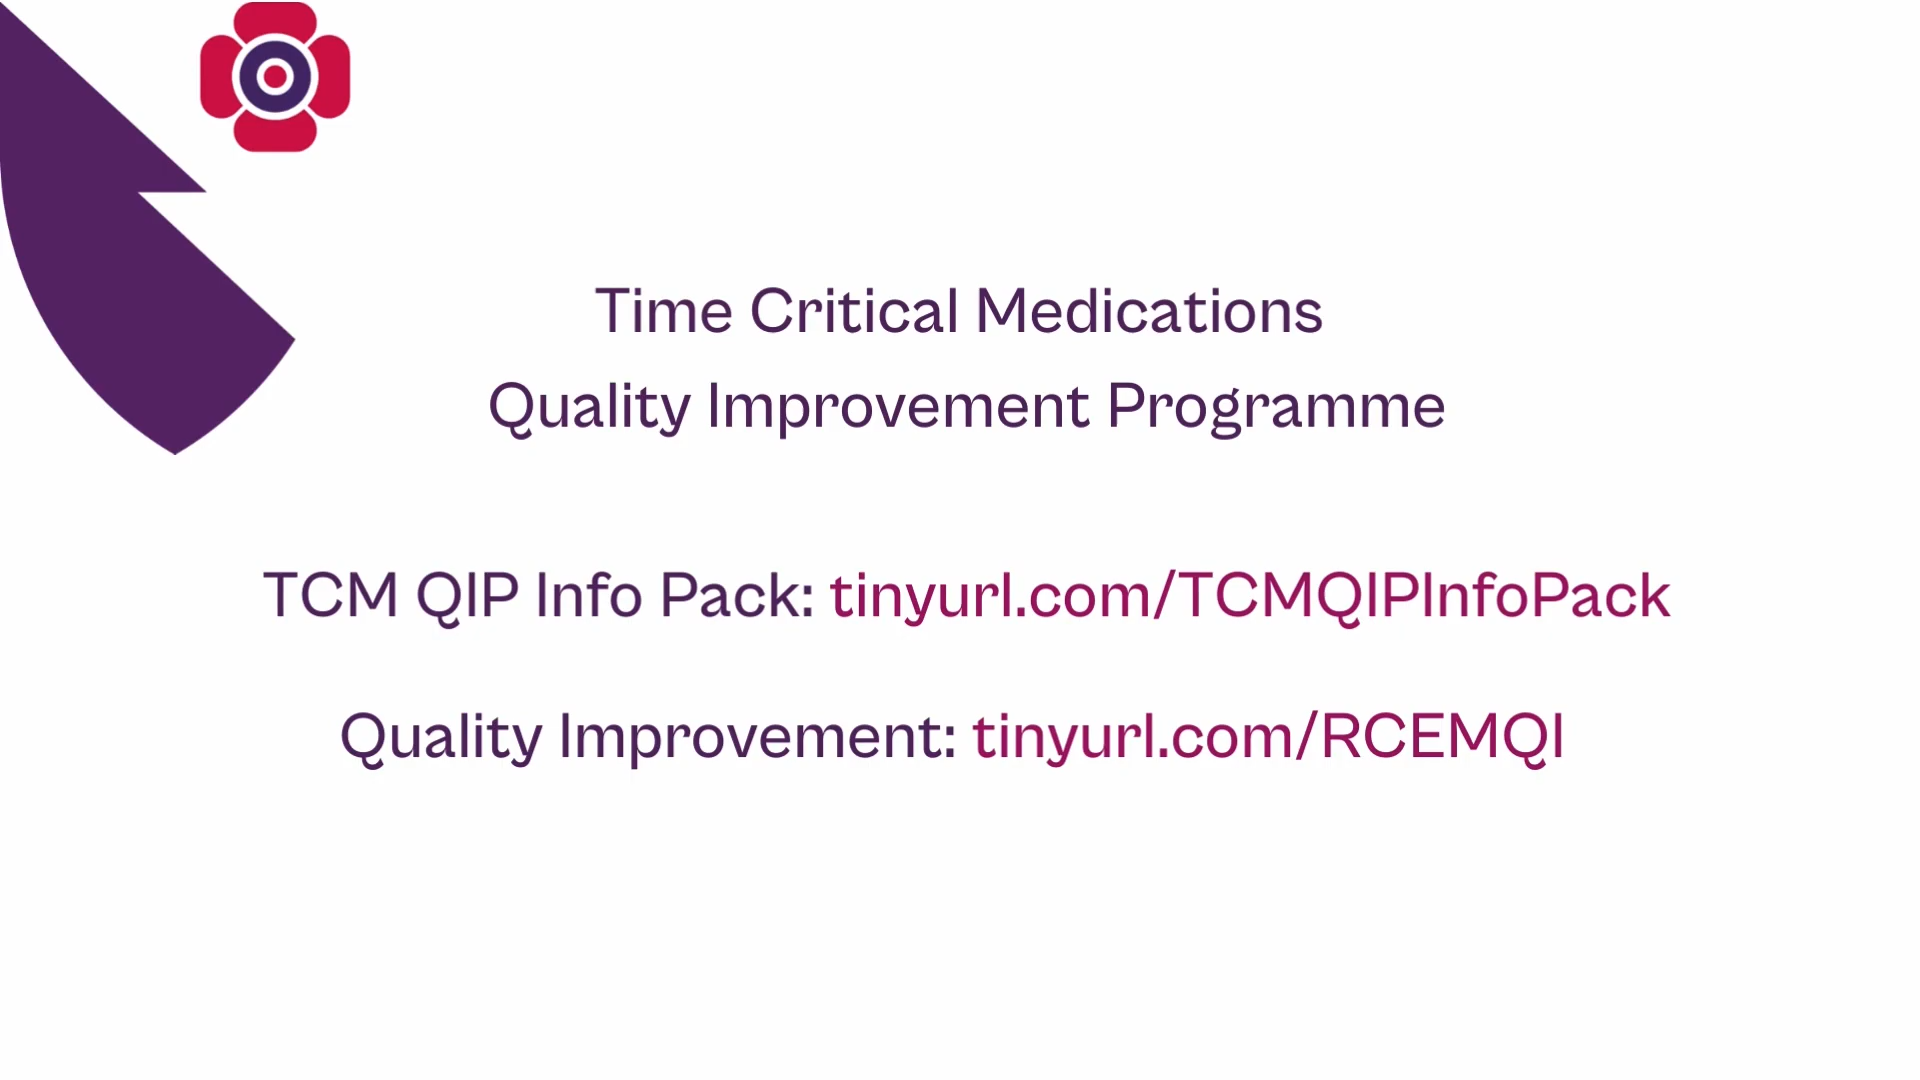 Time Critical Medications
Quality Improvement Programme
TCM QIP Info Pack: tinyurl.com/TCMQIPInfoPack
Quality Improvement: tinyurl.com/RCEMQI